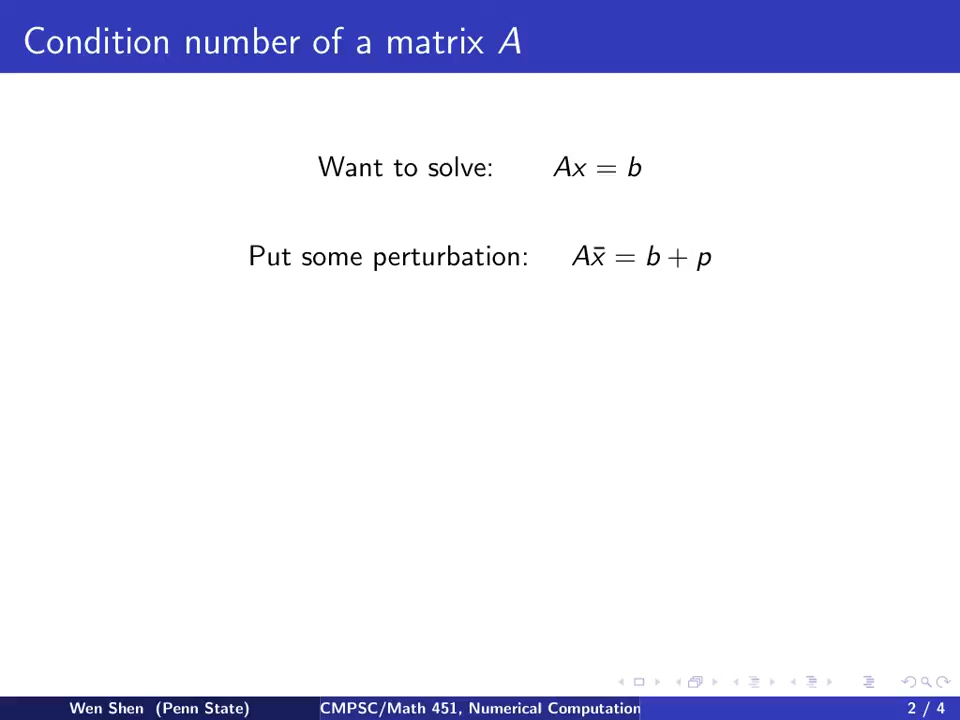 Condition number of a matrix A
Want to solve: Ax = b
Put some perturbation: Ax̄ = b + p
Wen Shen (Penn State)
CMPSC/Math 451, Numerical Computation
2 / 4